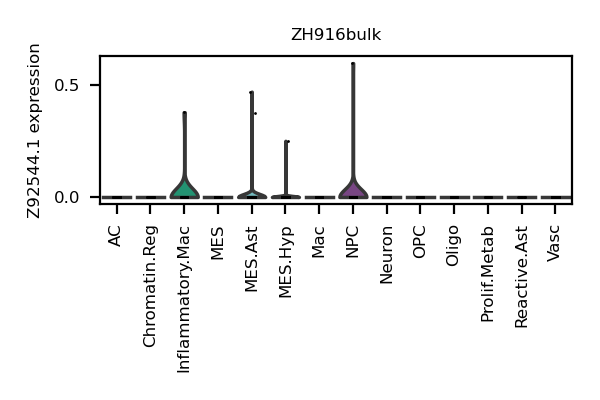 ZH916bulk
Z92544.1 expression
0.5
0.0
AC
Chromatin.Reg
Inflammatory.Mac
MES
MES.Ast
MES.Hyp
Mac
NPC
Neuron
OPC
Oligo
Prolif.Metab
Reactive.Ast
Vasc